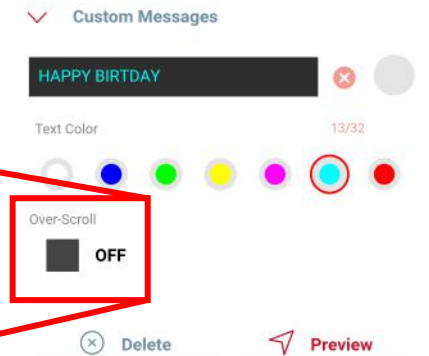 Custom Messages
HAPPY BIRTDAY
Text Color 13/32
Over-Scroll
OFF
Delete Preview